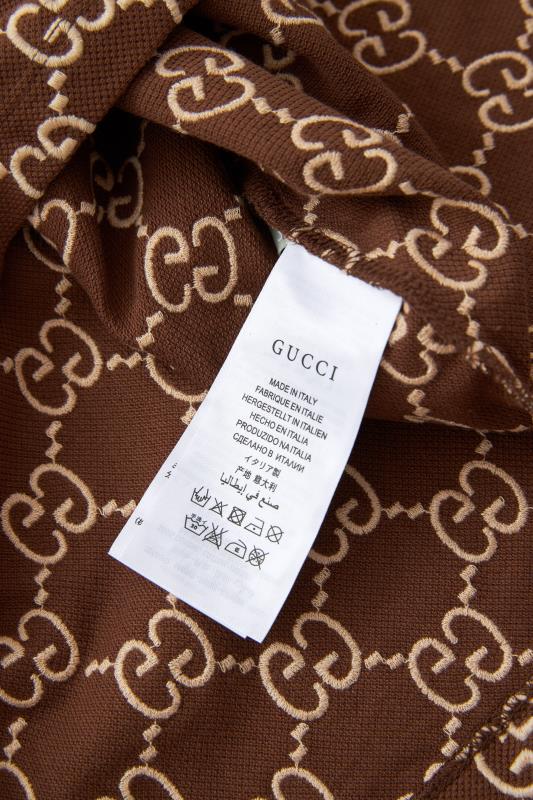 GUCCI
MADE IN ITALY
FABRIQUE EN ITALIE
HERGESTELLT IN ITALIEN
HECHO EN ITALIA
PRODUZIDO NA ITALIA
СДЕЛАНО В ИТАЛИИ
イタリア製
产地 意大利
صنع في إيطاليا